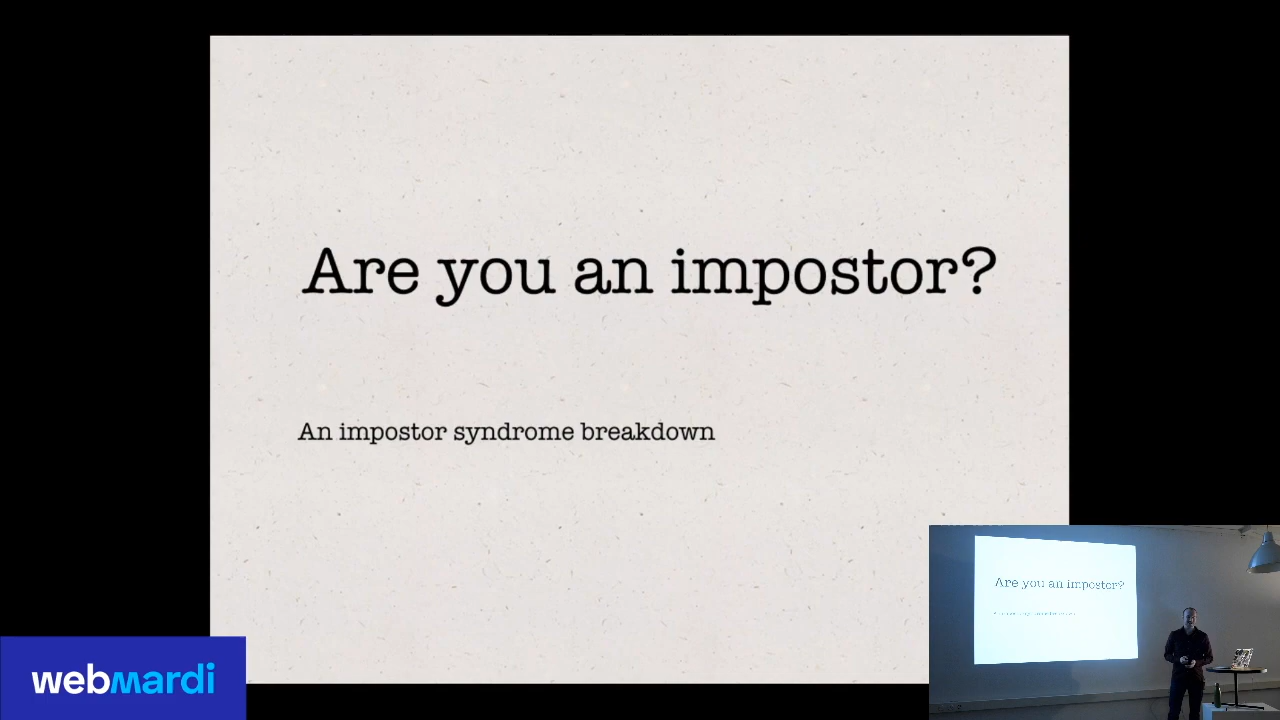 Are you an impostor?
An impostor syndrome breakdown
Are you an impostor?
webmardi